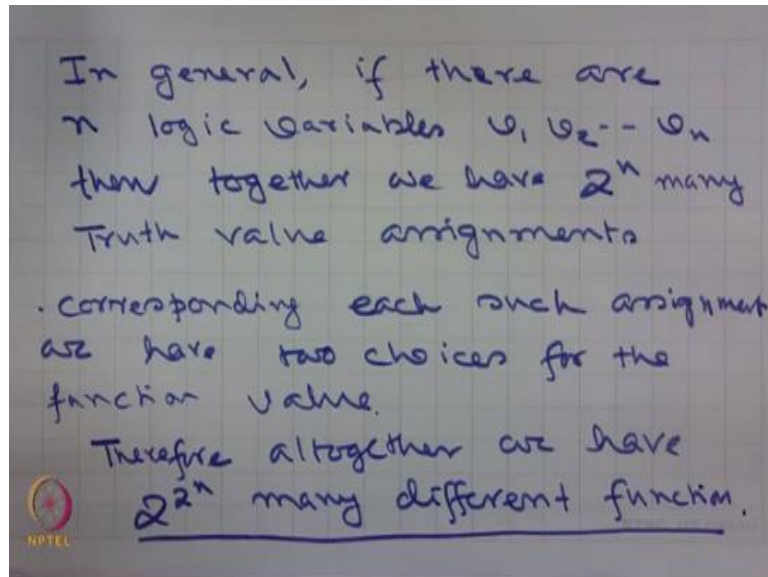 In general, if there are
n logic variables v₁ v₂-- vₙ
then together we have 2ⁿ many
Truth value assignments
. corresponding each such assignment
we have two choices for the
function value.
Therefore altogether we have
2^2ⁿ many different function.
NPTEL